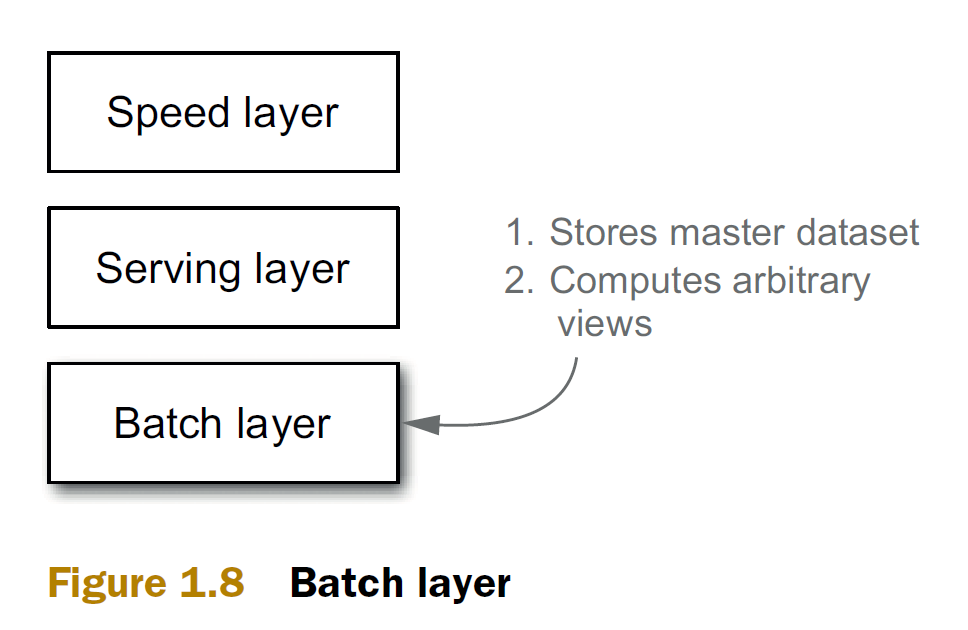 Speed layer
Serving layer
1. Stores master dataset
2. Computes arbitrary
views
Batch layer
Figure 1.8 Batch layer